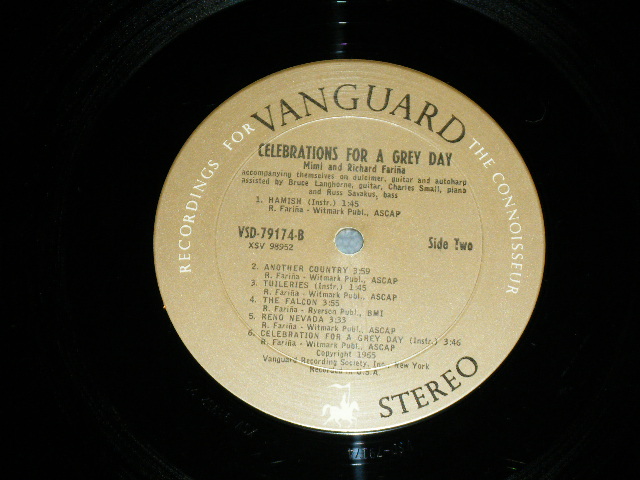 RECORDINGS FOR VANGUARD THE CONNOISSEUR
CELEBRATIONS FOR A GREY DAY
Mimi and Richard Fariña
accompanying themselves on dulcimer, guitar and autoharp
assisted by Bruce Langhorne, guitar, Charles Small, piano
and Russ Savakus, bass
1. HAMISH (Instr.) 1:45
R. Fariña - Witmark Publ., ASCAP
VSD-79174-B
XSV 98952
Side Two
2. ANOTHER COUNTRY 3:59
R. Fariña - Witmark Publ., ASCAP
3. TUILERIES (Instr.) 1:45
R. Fariña - Witmark Publ., ASCAP
4. THE FALCON 3:55
R. Fariña - Ryerson Publ., BMI
5. RENO NEVADA 3:33
R. Fariña - Witmark Publ., ASCAP
6. CELEBRATION FOR A GREY DAY (Instr.) 3:46
R. Fariña - Witmark Publ., ASCAP
Copyright 1965
Vanguard Recording Society, Inc., New York
Recorded in U.S.A.
STEREO